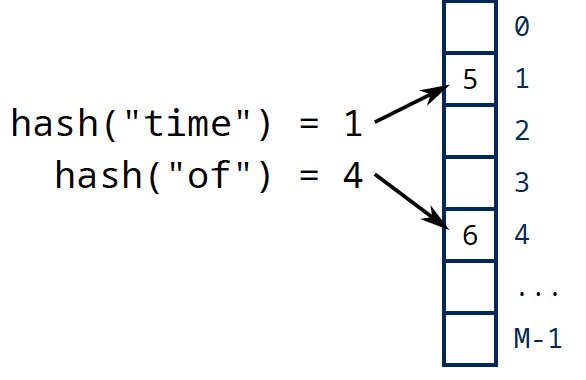 0
5 1
hash("time") = 1
2
hash("of") = 4
3
6 4
...
M-1